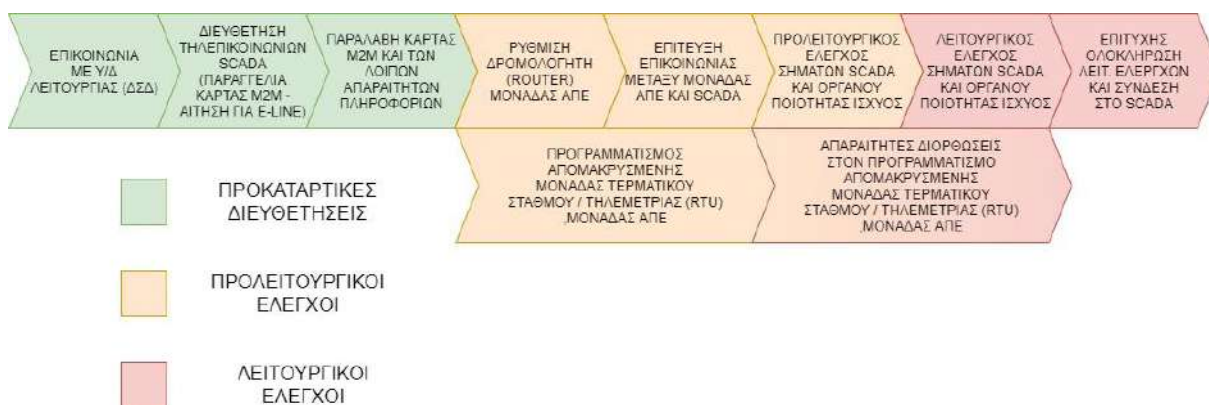 ΕΠΙΚΟΙΝΩΝΙΑ
ΜΕ Υ/Δ
ΛΕΙΤΟΥΡΓΙΑΣ (ΔΣΔ)
ΔΙΕΥΘΕΤΗΣΗ
ΤΗΛΕΠΙΚΟΙΝΩΝΙΩΝ
SCADA
(ΠΑΡΑΓΓΕΛΙΑ
ΚΑΡΤΑΣ M2M -
ΑΙΤΗΣΗ ΓΙΑ E-LINE)
ΠΑΡΑΛΑΒΗ ΚΑΡΤΑΣ
M2M ΚΑΙ ΤΩΝ
ΛΟΙΠΩΝ
ΑΠΑΡΑΙΤΗΤΩΝ
ΠΛΗΡΟΦΟΡΙΩΝ
ΡΥΘΜΙΣΗ
ΔΡΟΜΟΛΟΓΗΤΗ
(ROUTER)
ΜΟΝΑΔΑΣ ΑΠΕ
ΕΠΙΤΕΥΞΗ
ΕΠΙΚΟΙΝΩΝΙΑΣ
ΜΕΤΑΞΥ ΜΟΝΑΔΑΣ
ΑΠΕ ΚΑΙ SCADA
ΠΡΟΛΕΙΤΟΥΡΓΙΚΟΣ
ΕΛΕΓΧΟΣ
ΣΗΜΑΤΩΝ SCADA
ΚΑΙ ΟΡΓΑΝΟΥ
ΠΟΙΟΤΗΤΑΣ ΙΣΧΥΟΣ
ΛΕΙΤΟΥΡΓΙΚΟΣ
ΕΛΕΓΧΟΣ
ΣΗΜΑΤΩΝ SCADA
ΚΑΙ ΟΡΓΑΝΟΥ
ΠΟΙΟΤΗΤΑΣ ΙΣΧΥΟΣ
ΕΠΙΤΥΧΗΣ
ΟΛΟΚΛΗΡΩΣΗ
ΛΕΙΤ. ΕΛΕΡΓΧΩΝ
ΚΑΙ ΣΥΝΔΕΣΗ
ΣΤΟ SCADA
ΠΡΟΓΡΑΜΜΑΤΙΣΜΟΣ
ΑΠΟΜΑΚΡΥΣΜΕΝΗΣ
ΜΟΝΑΔΑΣ ΤΕΡΜΑΤΙΚΟΥ
ΣΤΑΘΜΟΥ / ΤΗΛΕΜΕΤΡΙΑΣ (RTU)
,ΜΟΝΑΔΑΣ ΑΠΕ
ΑΠΑΡΑΙΤΗΤΕΣ ΔΙΟΡΘΩΣΕΙΣ
ΣΤΟΝ ΠΡΟΓΡΑΜΜΑΤΙΣΜΟ
ΑΠΟΜΑΚΡΥΣΜΕΝΗΣ
ΜΟΝΑΔΑΣ ΤΕΡΜΑΤΙΚΟΥ
ΣΤΑΘΜΟΥ / ΤΗΛΕΜΕΤΡΙΑΣ (RTU)
,ΜΟΝΑΔΑΣ ΑΠΕ
ΠΡΟΚΑΤΑΡΤΙΚΕΣ
ΔΙΕΥΘΕΤΗΣΕΙΣ
ΠΡΟΛΕΙΤΟΥΡΓΙΚΟΙ
ΕΛΕΓΧΟΙ
ΛΕΙΤΟΥΡΓΙΚΟΙ
ΕΛΕΓΧΟΙ